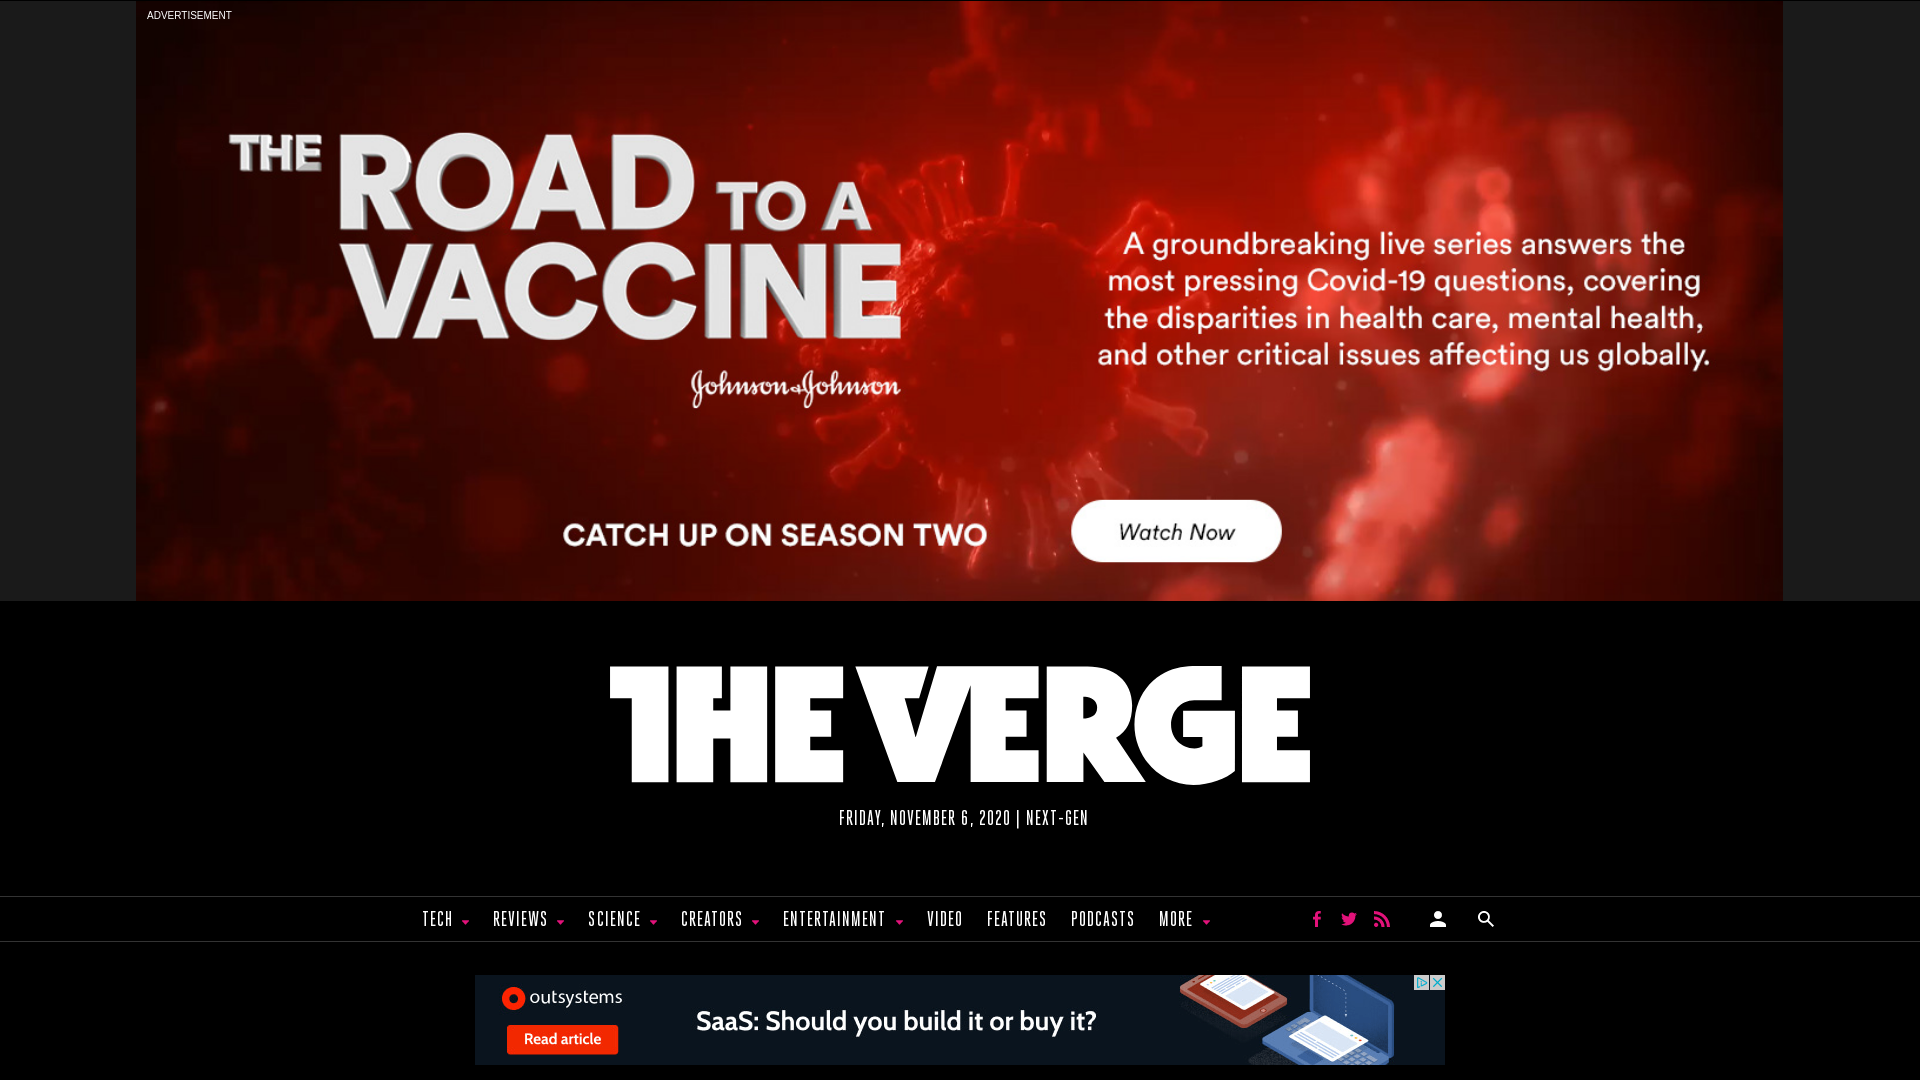 ADVERTISEMENT
THE ROAD TO A
VACCINE
Johnson&Johnson
A groundbreaking live series answers the
most pressing Covid-19 questions, covering
the disparities in health care, mental health,
and other critical issues affecting us globally.
CATCH UP ON SEASON TWO
Watch Now
THE VERGE
FRIDAY, NOVEMBER 6, 2020 | NEXT-GEN
TECH REVIEWS SCIENCE CREATORS ENTERTAINMENT VIDEO FEATURES PODCASTS MORE
outsystems
Read article
SaaS: Should you build it or buy it?